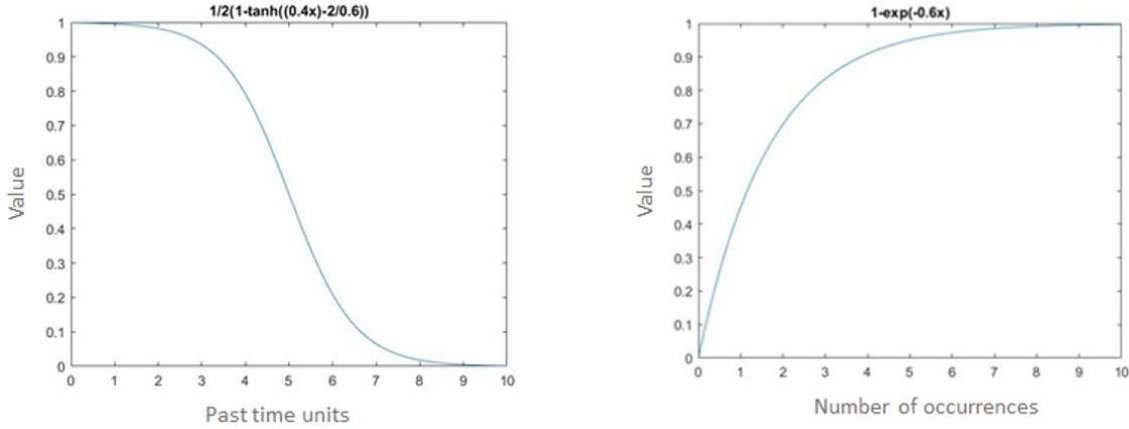 1/2(1-tanh((0.4x)-2/0.6))
1
0.9
0.8
0.7
0.6
0.5
0.4
0.3
0.2
0.1
0
Value
0 1 2 3 4 5 6 7 8 9 10
Past time units
1-exp(-0.6x)
1
0.9
0.8
0.7
0.6
0.5
0.4
0.3
0.2
0.1
0
Value
0 1 2 3 4 5 6 7 8 9 10
Number of occurrences